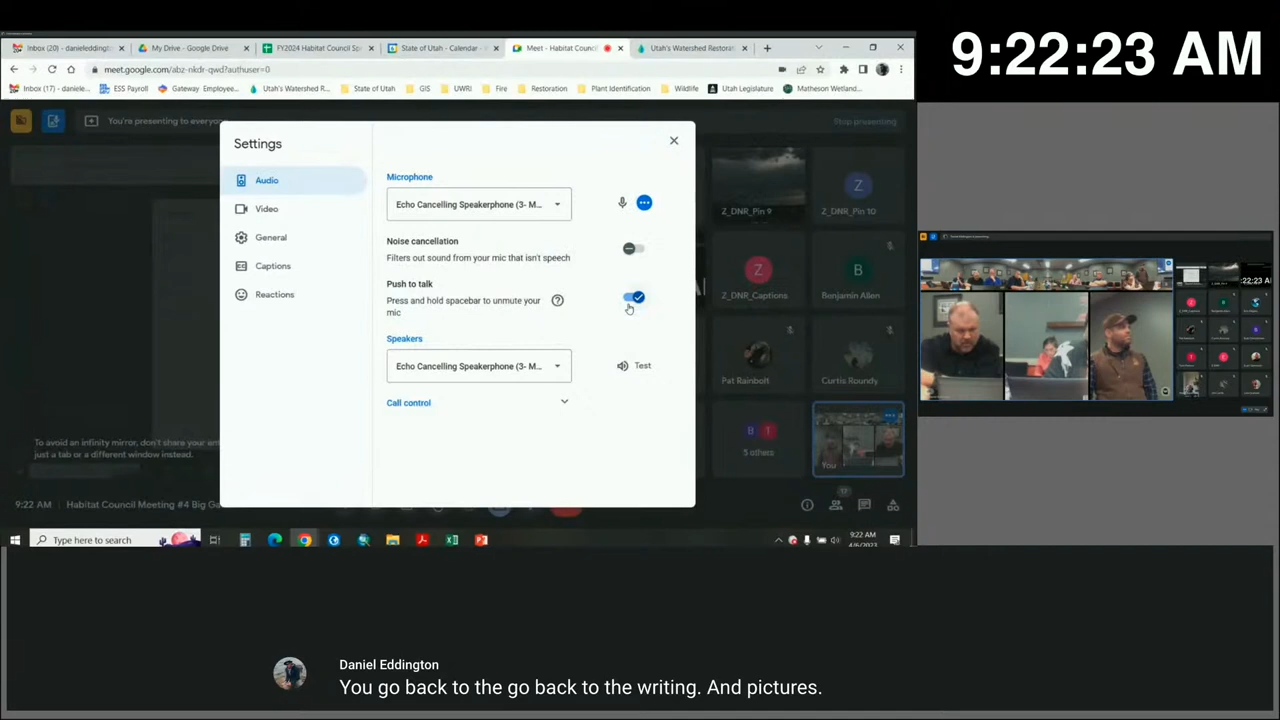 9:22:23 AM
Inbox (20) - danieleddingto
My Drive - Google Drive
FY2024 Habitat Council Sp
State of Utah - Calendar -
Meet - Habitat Counci
Utah's Watershed Restorati
meet.google.com/abz-nkdr-qwd?authuser=0
Inbox (17) - daniele...
ESS Payroll
Gateway Employee...
Utah's Watershed R...
State of Utah
GIS
UWRI
Fire
Restoration
Plant Identification
Wildlife
Utah Legislature
Matheson Wetland...
You're presenting to everyone
Stop presenting
Settings
Audio
Video
General
Captions
Reactions
Microphone
Echo Cancelling Speakerphone (3- M...
Noise cancellation
Filters out sound from your mic that isn't speech
Push to talk
Press and hold spacebar to unmute your
mic
Speakers
Echo Cancelling Speakerphone (3- M...
Test
Call control
Z_DNR_Pin 9
Z
Z_DNR_Pin 10
Z
Z_DNR_Captions
B
Benjamin Allen
Pat Rainbolt
Curtis Roundy
B
T
5 others
You
To avoid an infinity mirror, don't share your
just a tab or a different window instead.
9:22 AM
Habitat Council Meeting #4 Big Ga
17
Type here to search
9:22 AM
4/6/2023
Daniel Eddington
You go back to the go back to the writing. And pictures.